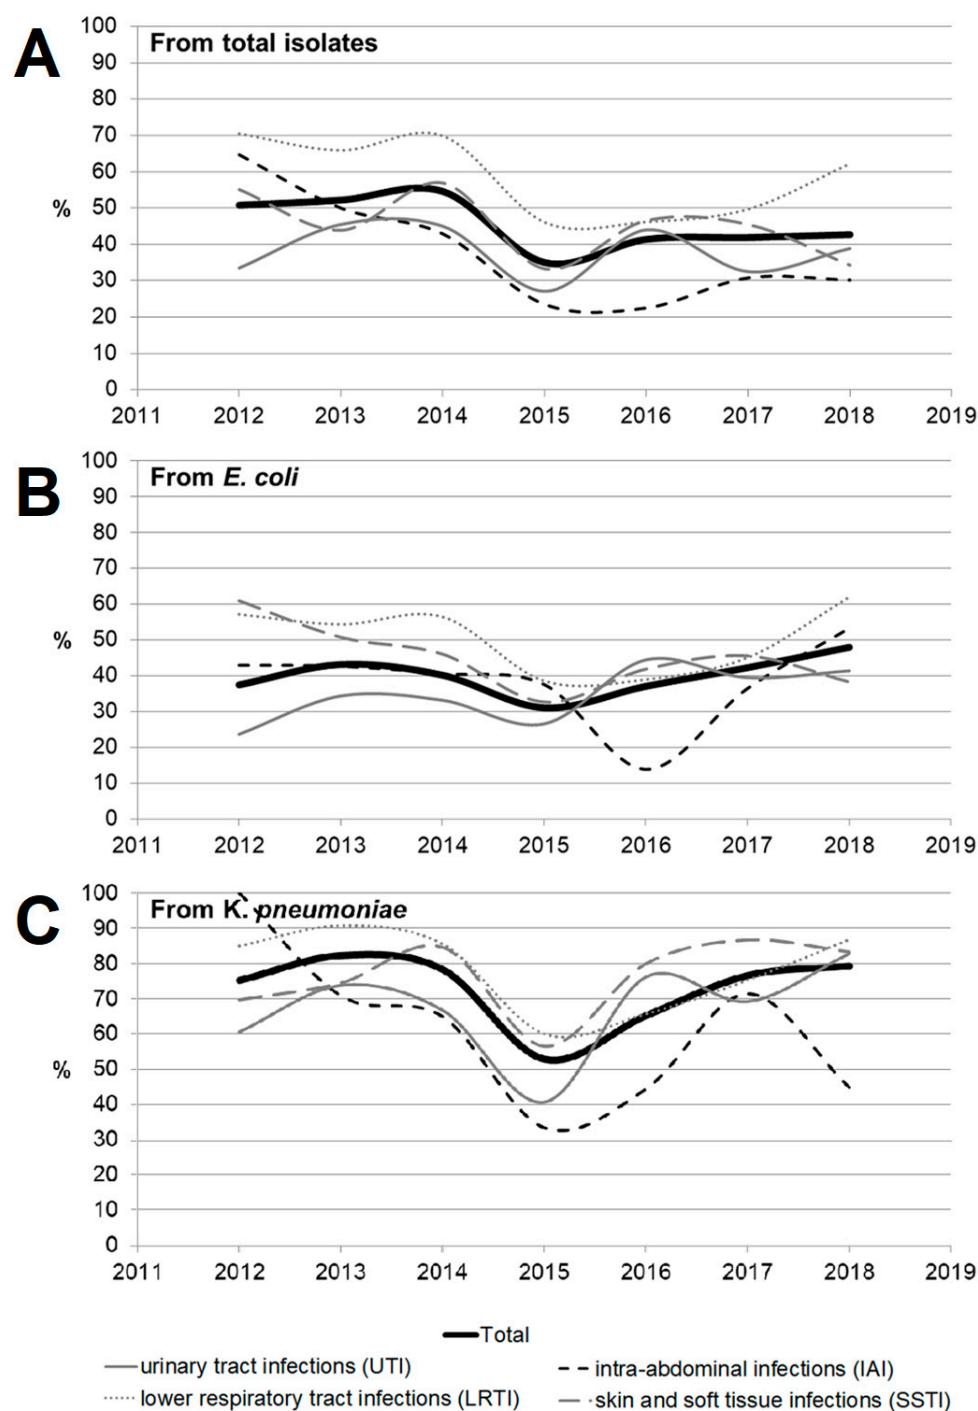 A
From total isolates
100
90
80
70
60
50
40
30
20
10
0
%
2011 2012 2013 2014 2015 2016 2017 2018 2019
B
From E. coli
100
90
80
70
60
50
40
30
20
10
0
%
2011 2012 2013 2014 2015 2016 2017 2018 2019
C
From K. pneumoniae
100
90
80
70
60
50
40
30
20
10
0
%
2011 2012 2013 2014 2015 2016 2017 2018 2019
Total
urinary tract infections (UTI)
intra-abdominal infections (IAI)
lower respiratory tract infections (LRTI)
skin and soft tissue infections (SSTI)